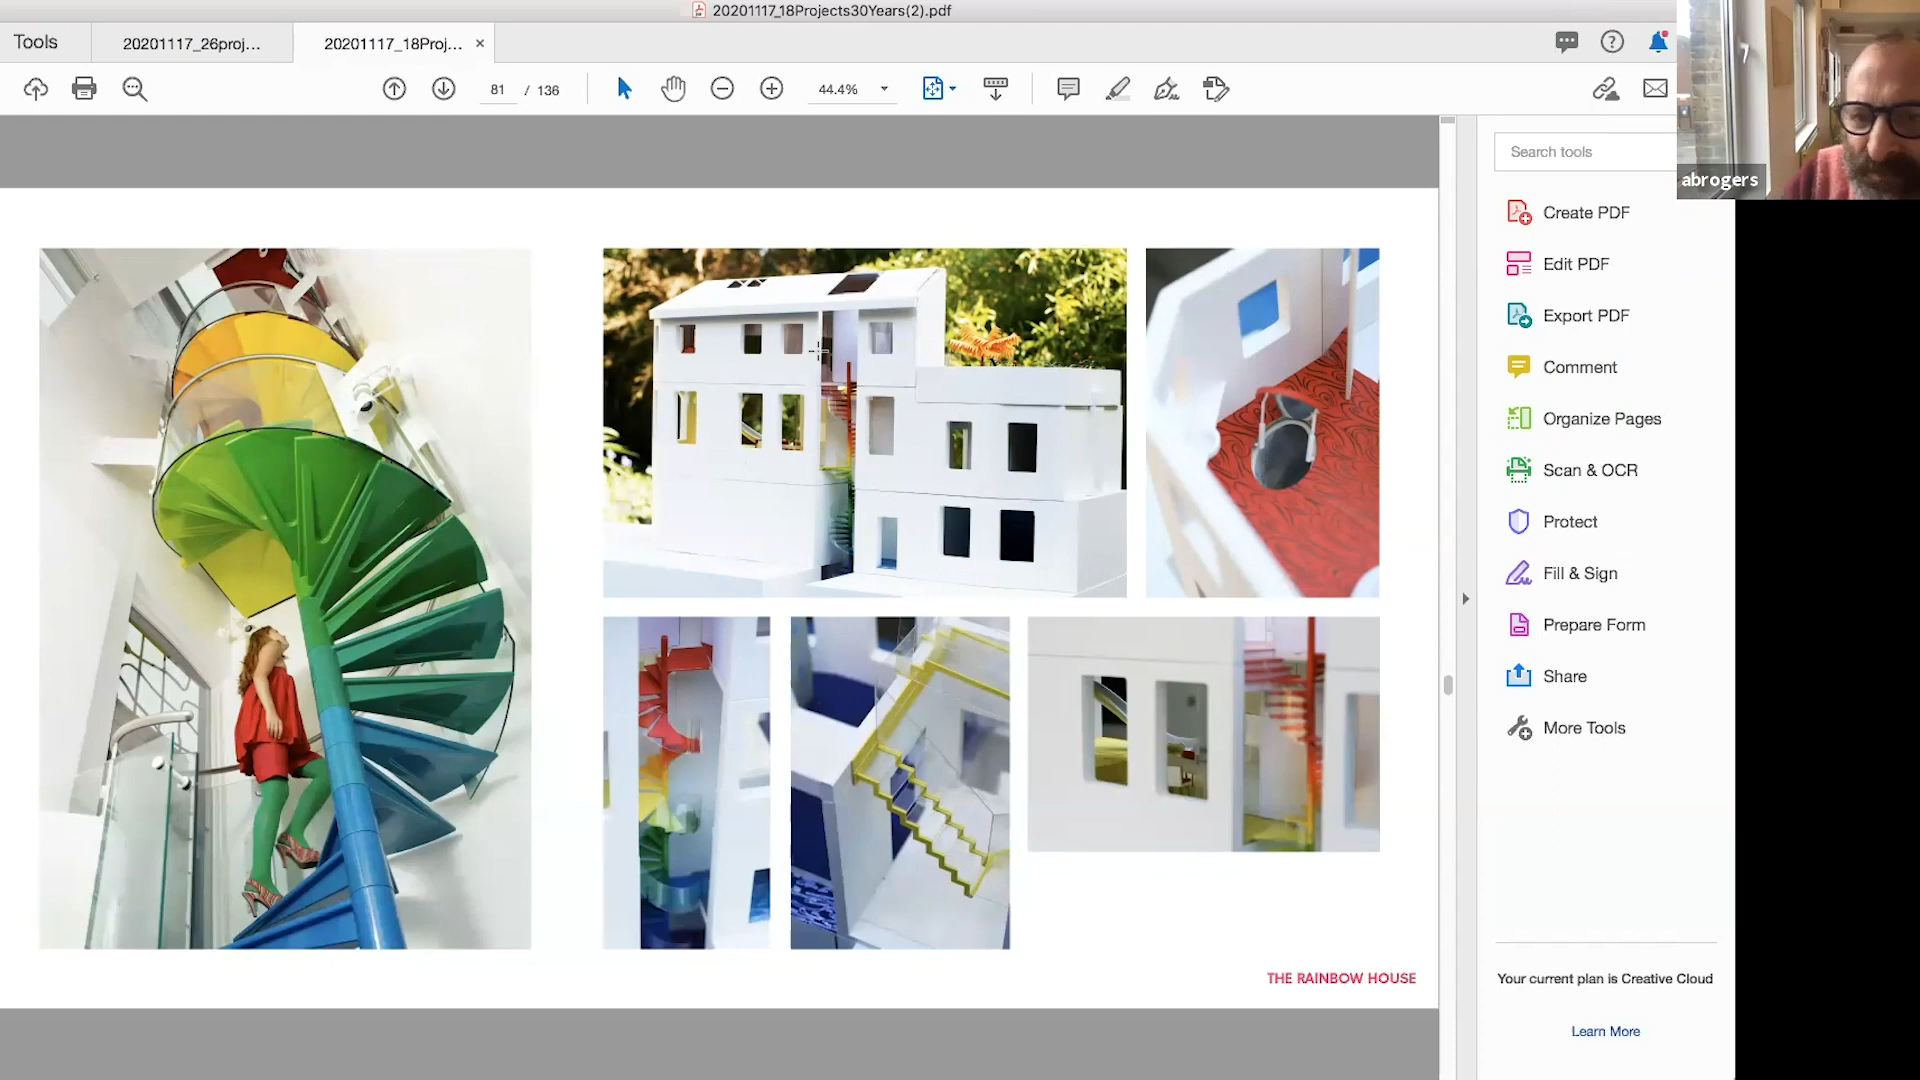 20201117_18Projects30Years(2).pdf
Tools
20201117_26proj...
20201117_18Proj...
81 / 136
44.4%
Search tools
abrogers
Create PDF
Edit PDF
Export PDF
Comment
Organize Pages
Scan & OCR
Protect
Fill & Sign
Prepare Form
Share
More Tools
THE RAINBOW HOUSE
Your current plan is Creative Cloud
Learn More